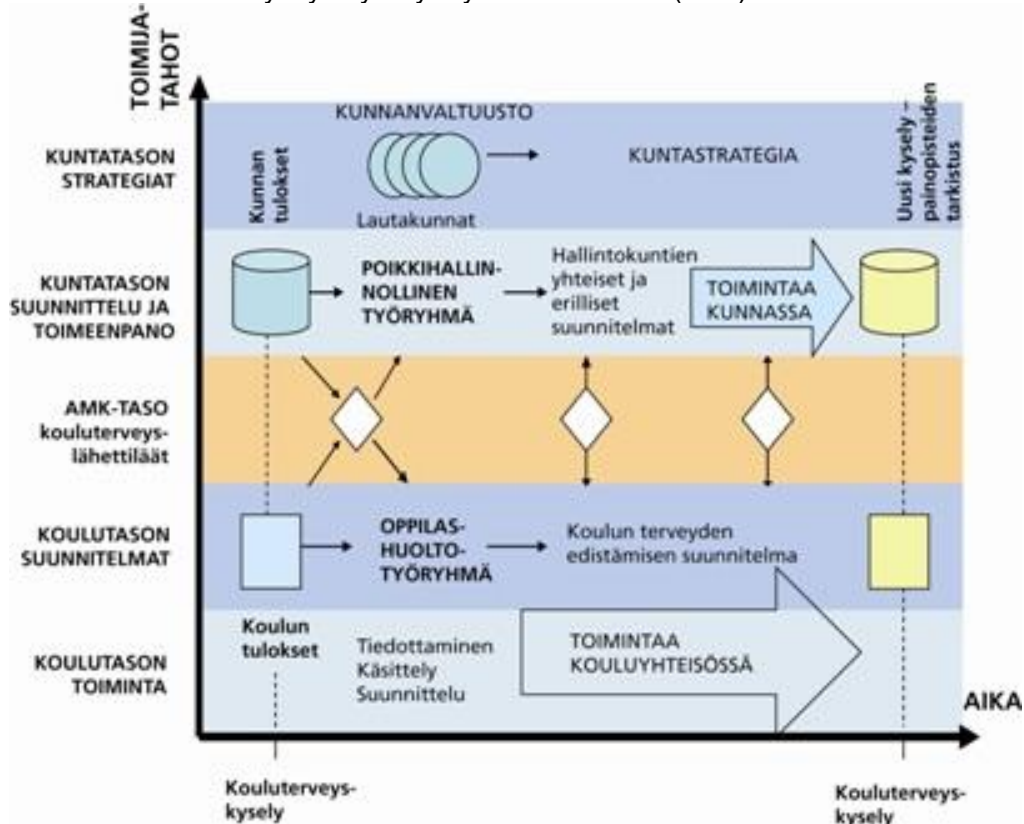 TOIMIJA-
TAHOT
KUNTATASON
STRATEGIAT
Kunnan
tulokset
KUNNANVALTUUSTO
Lautakunnat
KUNTASTRATEGIA
Uusi kysely –
painopisteiden
tarkistus
KUNTATASON
SUUNNITTELU JA
TOIMEENPANO
POIKKIHALLIN-
NOLLINEN
TYÖRYHMÄ
Hallintokuntien
yhteiset ja
erilliset
suunnitelmat
TOIMINTAA
KUNNASSA
AMK-TASO
kouluterveys-
lähettiläät
KOULUTASON
SUUNNITELMAT
OPPILAS-
HUOLTO-
TYÖRYHMÄ
Koulun terveyden
edistämisen suunnitelma
KOULUTASON
TOIMINTA
Koulun
tulokset
Tiedottaminen
Käsittely
Suunnittelu
TOIMINTAA
KOULUYHTEISÖSSÄ
AIKA
Kouluterveys-
kysely
Kouluterveys-
kysely